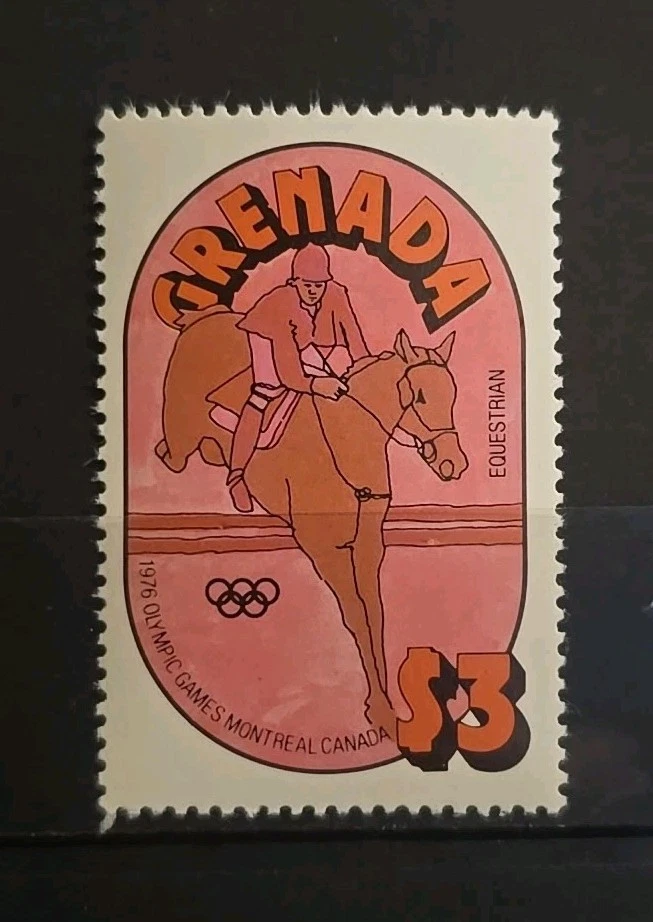 GRENADA
EQUESTRIAN
1976 OLYMPIC GAMES MONTREAL CANADA
$3